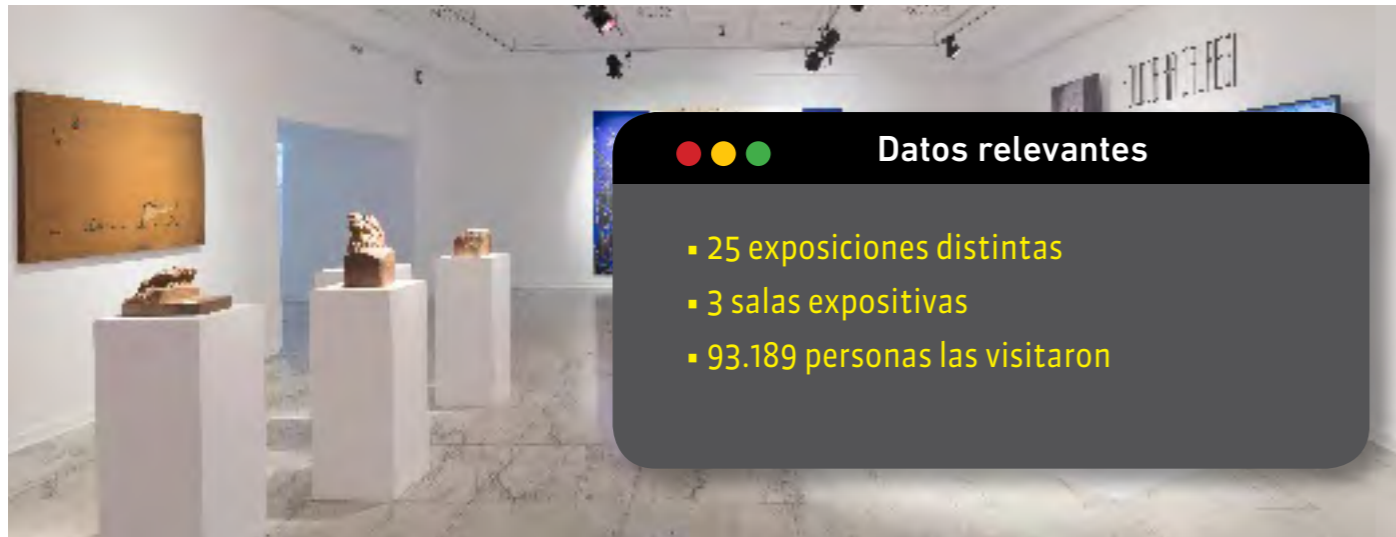 Datos relevantes
▪ 25 exposiciones distintas
▪ 3 salas expositivas
▪ 93.189 personas las visitaron